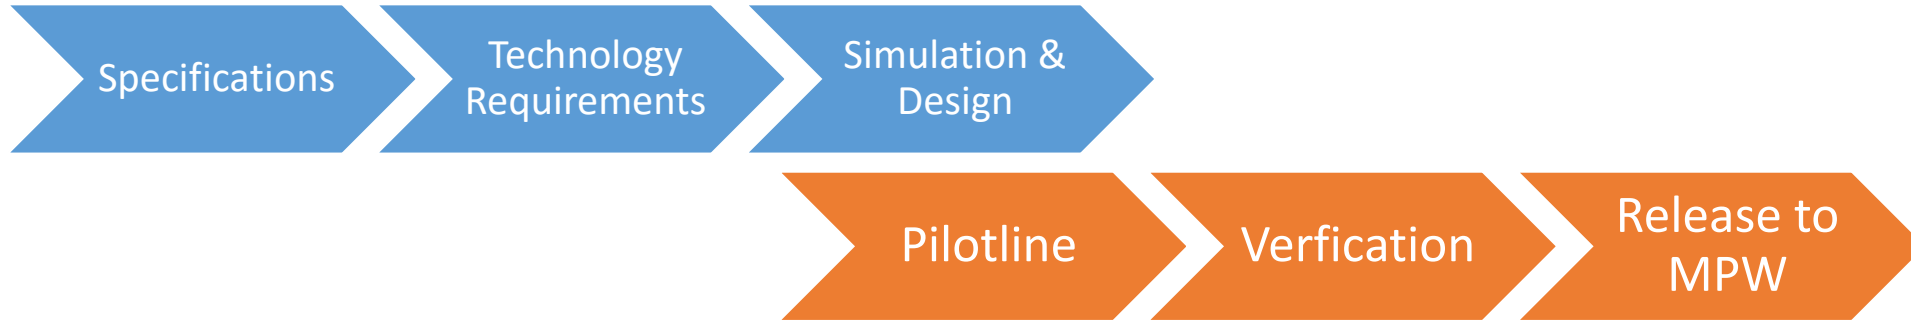 Specifications
Technology
Requirements
Simulation &
Design
Pilotline
Verfication
Release to
MPW